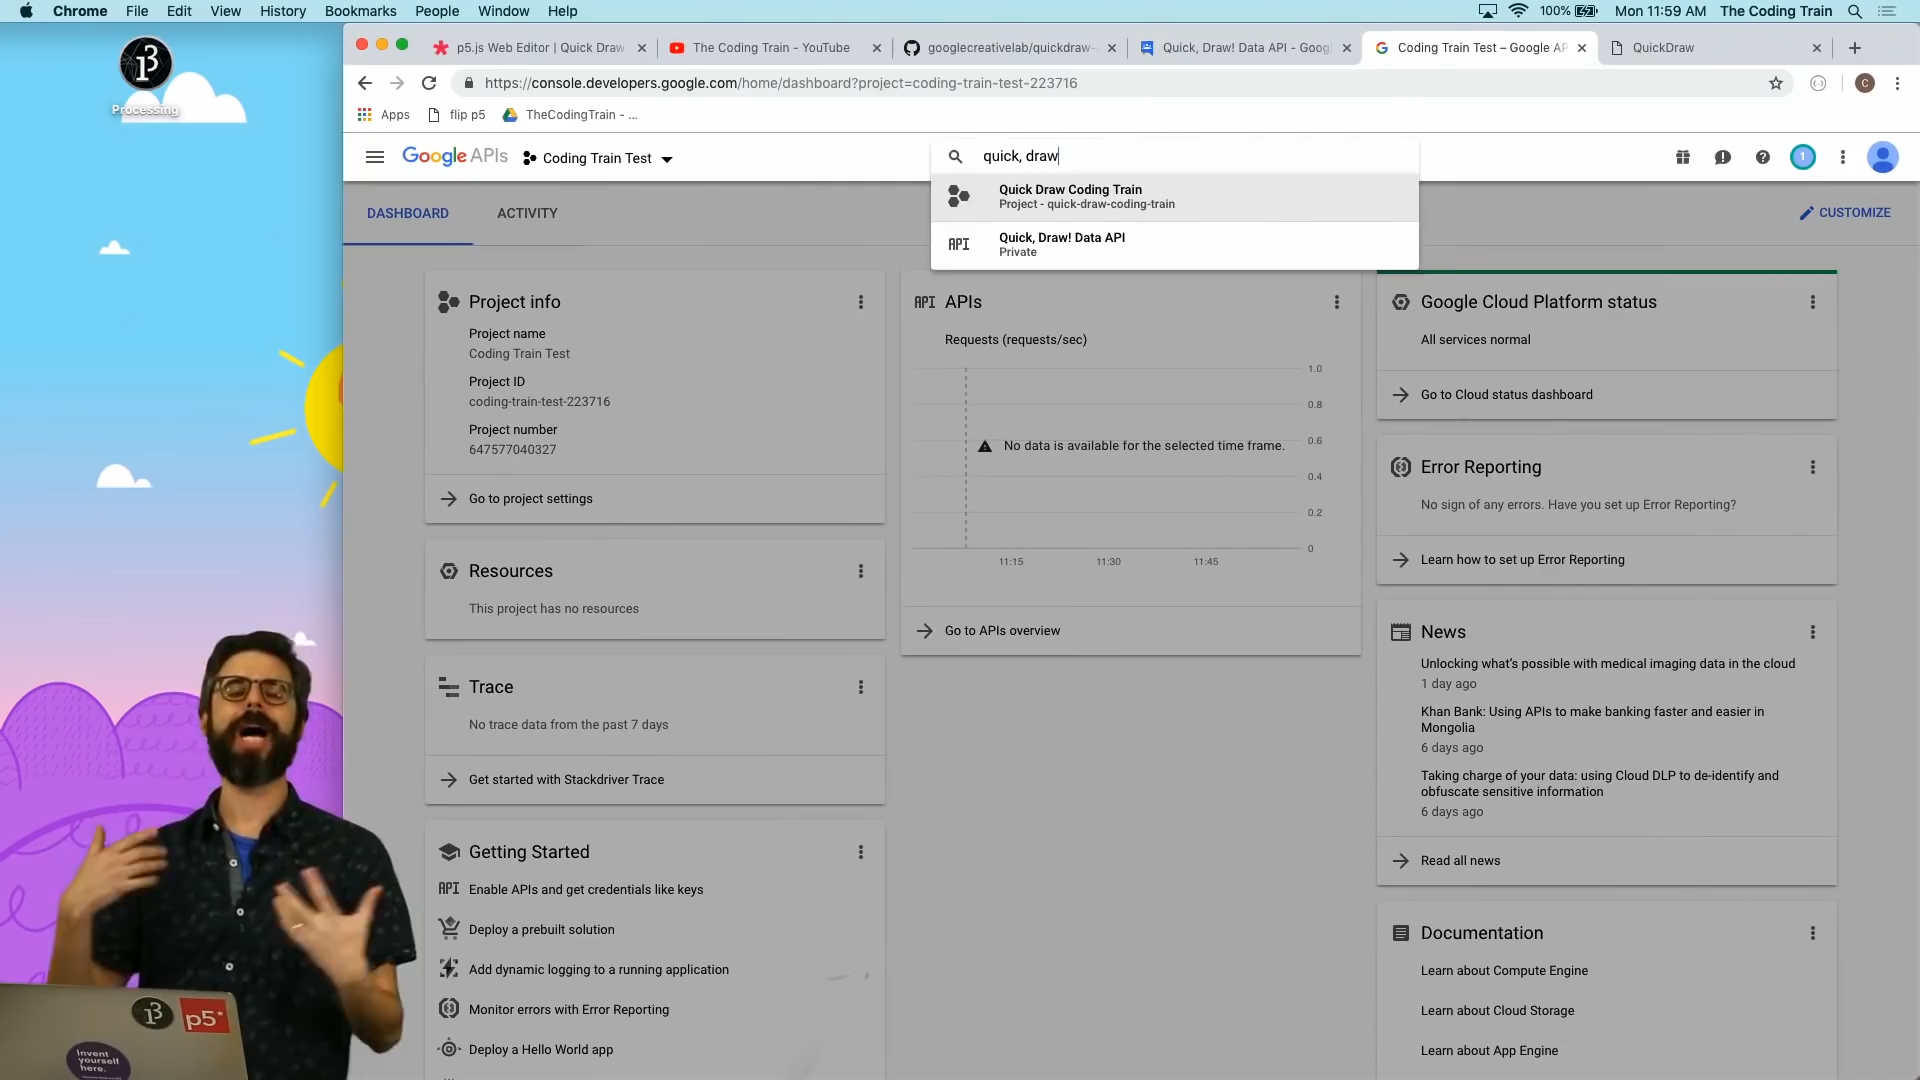 Chrome File Edit View History Bookmarks People Window Help
100% Mon 11:59 AM The Coding Train
Processing
p5.js Web Editor | Quick Draw
The Coding Train - YouTube
googlecreativelab/quickdraw-
Quick, Draw! Data API - Googl
Coding Train Test – Google AP
QuickDraw
https://console.developers.google.com/home/dashboard?project=coding-train-test-223716
Apps flip p5 TheCodingTrain - ...
Google APIs Coding Train Test
quick, draw
1
Quick Draw Coding Train
Project - quick-draw-coding-train
API Quick, Draw! Data API
Private
DASHBOARD ACTIVITY
CUSTOMIZE
Project info
Project name
Coding Train Test
Project ID
coding-train-test-223716
Project number
647577040327
Go to project settings
Resources
This project has no resources
Trace
No trace data from the past 7 days
Get started with Stackdriver Trace
Getting Started
API Enable APIs and get credentials like keys
Deploy a prebuilt solution
Add dynamic logging to a running application
Monitor errors with Error Reporting
Deploy a Hello World app
API APIs
Requests (requests/sec)
1.0
0.8
0.6
0.4
0.2
0
No data is available for the selected time frame.
11:15 11:30 11:45
Go to APIs overview
Google Cloud Platform status
All services normal
Go to Cloud status dashboard
Error Reporting
No sign of any errors. Have you set up Error Reporting?
Learn how to set up Error Reporting
News
Unlocking what's possible with medical imaging data in the cloud
1 day ago
Khan Bank: Using APIs to make banking faster and easier in
Mongolia
6 days ago
Taking charge of your data: using Cloud DLP to de-identify and
obfuscate sensitive information
6 days ago
Read all news
Documentation
Learn about Compute Engine
Learn about Cloud Storage
Learn about App Engine
p5*
Invent
yourself
here.